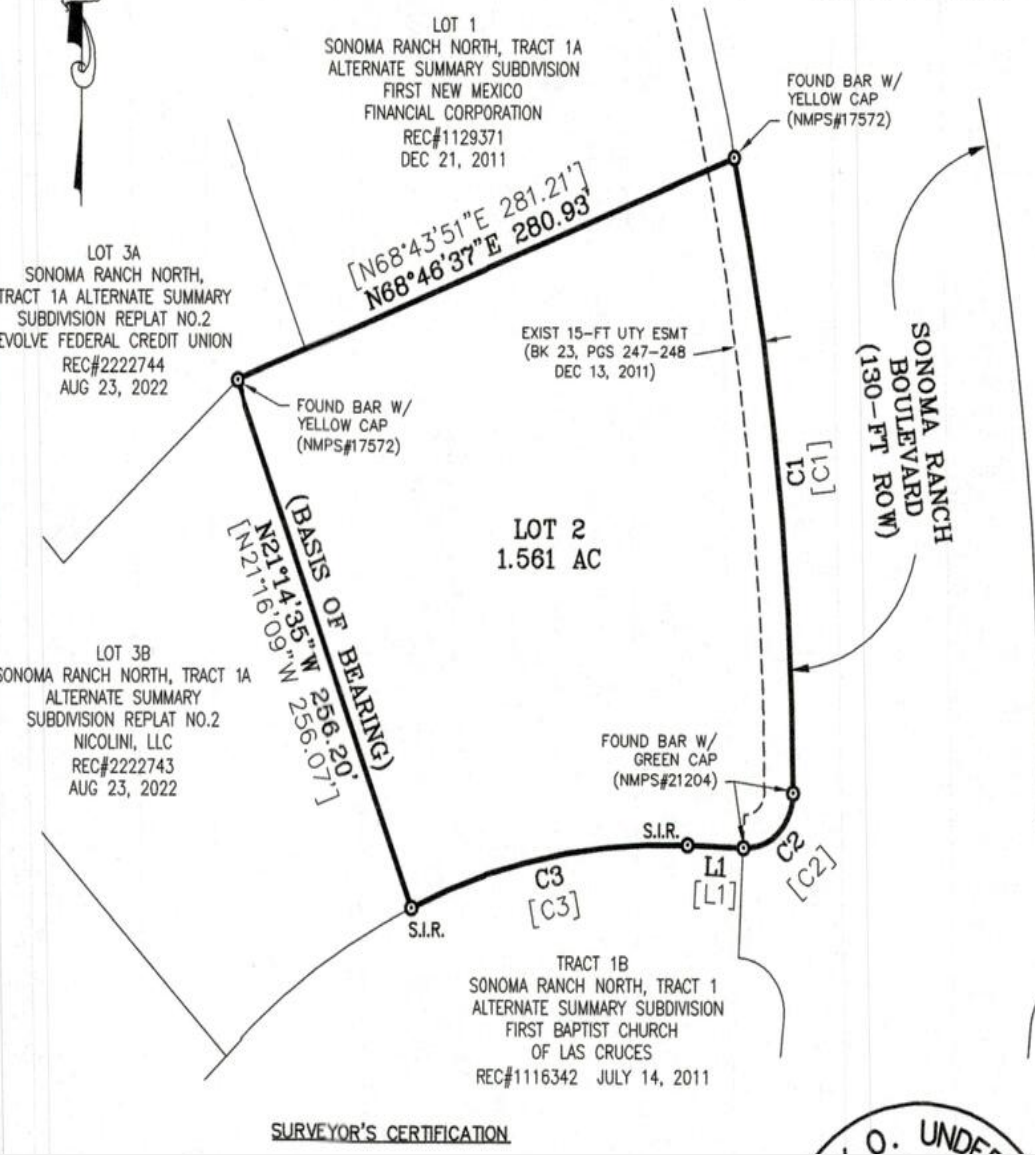 LOT 1
SONOMA RANCH NORTH, TRACT 1A
ALTERNATE SUMMARY SUBDIVISION
FIRST NEW MEXICO
FINANCIAL CORPORATION
REC#1129371
DEC 21, 2011
FOUND BAR W/
YELLOW CAP
(NMPS#17572)
[N68°43'51"E 281.21']
N68°46'37"E 280.93'
LOT 3A
SONOMA RANCH NORTH,
TRACT 1A ALTERNATE SUMMARY
SUBDIVISION REPLAT NO.2
EVOLVE FEDERAL CREDIT UNION
REC#2222744
AUG 23, 2022
EXIST 15-FT UTY ESMT
(BK 23, PGS 247-248
DEC 13, 2011)
SONOMA RANCH
BOULEVARD
(130-FT ROW)
FOUND BAR W/
YELLOW CAP
(NMPS#17572)
C1
[C1]
LOT 2
1.561 AC
(BASIS OF BEARING)
N21°14'35"W 256.20'
[N21°16'09"W 256.07']
LOT 3B
SONOMA RANCH NORTH, TRACT 1A
ALTERNATE SUMMARY
SUBDIVISION REPLAT NO.2
NICOLINI, LLC
REC#2222743
AUG 23, 2022
FOUND BAR W/
GREEN CAP
(NMPS#21204)
S.I.R.
C2
[C2]
L1
[L1]
C3
[C3]
S.I.R.
TRACT 1B
SONOMA RANCH NORTH, TRACT 1
ALTERNATE SUMMARY SUBDIVISION
FIRST BAPTIST CHURCH
OF LAS CRUCES
REC#1116342 JULY 14, 2011
SURVEYOR'S CERTIFICATION
O. UNDE